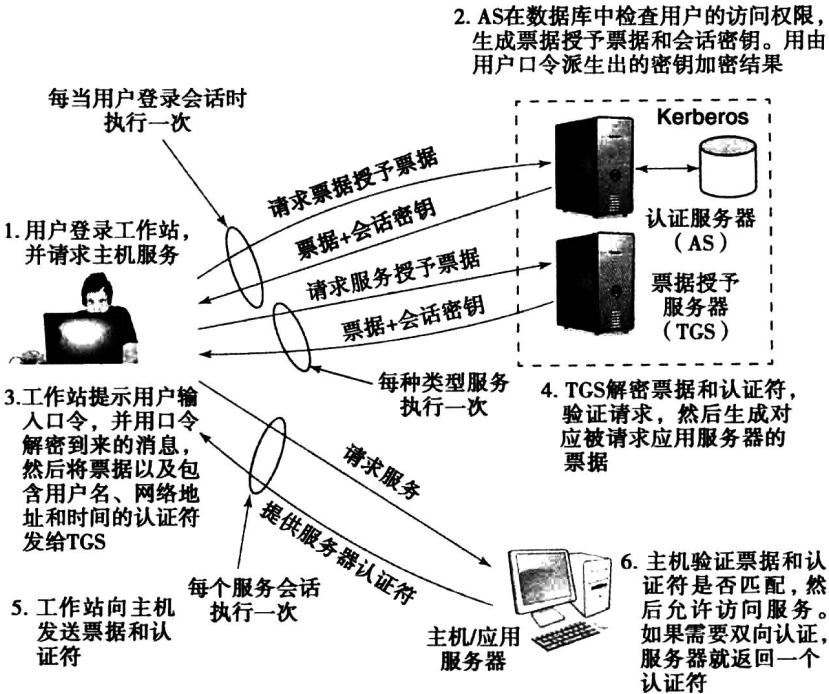 2. AS在数据库中检查用户的访问权限，
生成票据授予票据和会话密钥。用由
用户口令派生出的密钥加密结果
每当用户登录会话时
执行一次
Kerberos
请求票据授予票据
票据+会话密钥
认证服务器
（AS）
1. 用户登录工作站，
并请求主机服务
请求服务授予票据
票据+会话密钥
票据授予
服务器
（TGS）
每种类型服务
执行一次
3.工作站提示用户输
入口令，并用口令
解密到来的消息，
然后将票据以及包
含用户名、网络地
址和时间的认证符
发给TGS
4. TGS解密票据和认证符，
验证请求，然后生成对
应被请求应用服务器的
票据
请求服务
提供服务器认证符
每个服务会话
执行一次
5. 工作站向主机
发送票据和认
证符
主机/应用
服务器
6. 主机验证票据和认
证符是否匹配，然
后允许访问服务。
如果需要双向认证，
服务器就返回一个
认证符